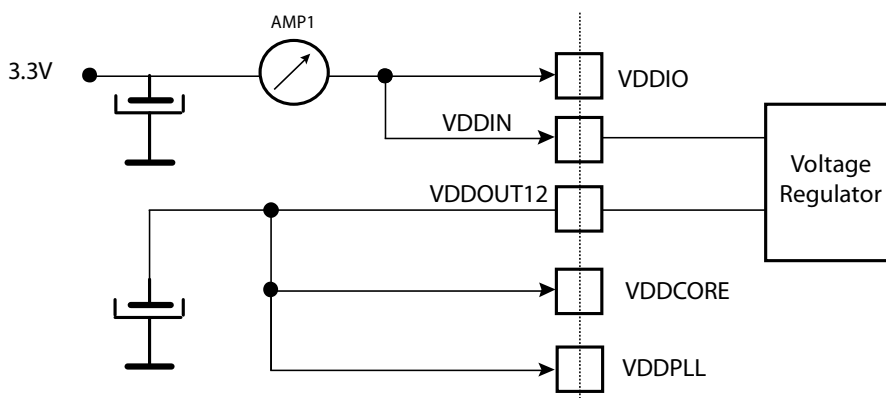 AMP1
3.3V
VDDIO
VDDIN
Voltage
Regulator
VDDOUT12
VDDCORE
VDDPLL